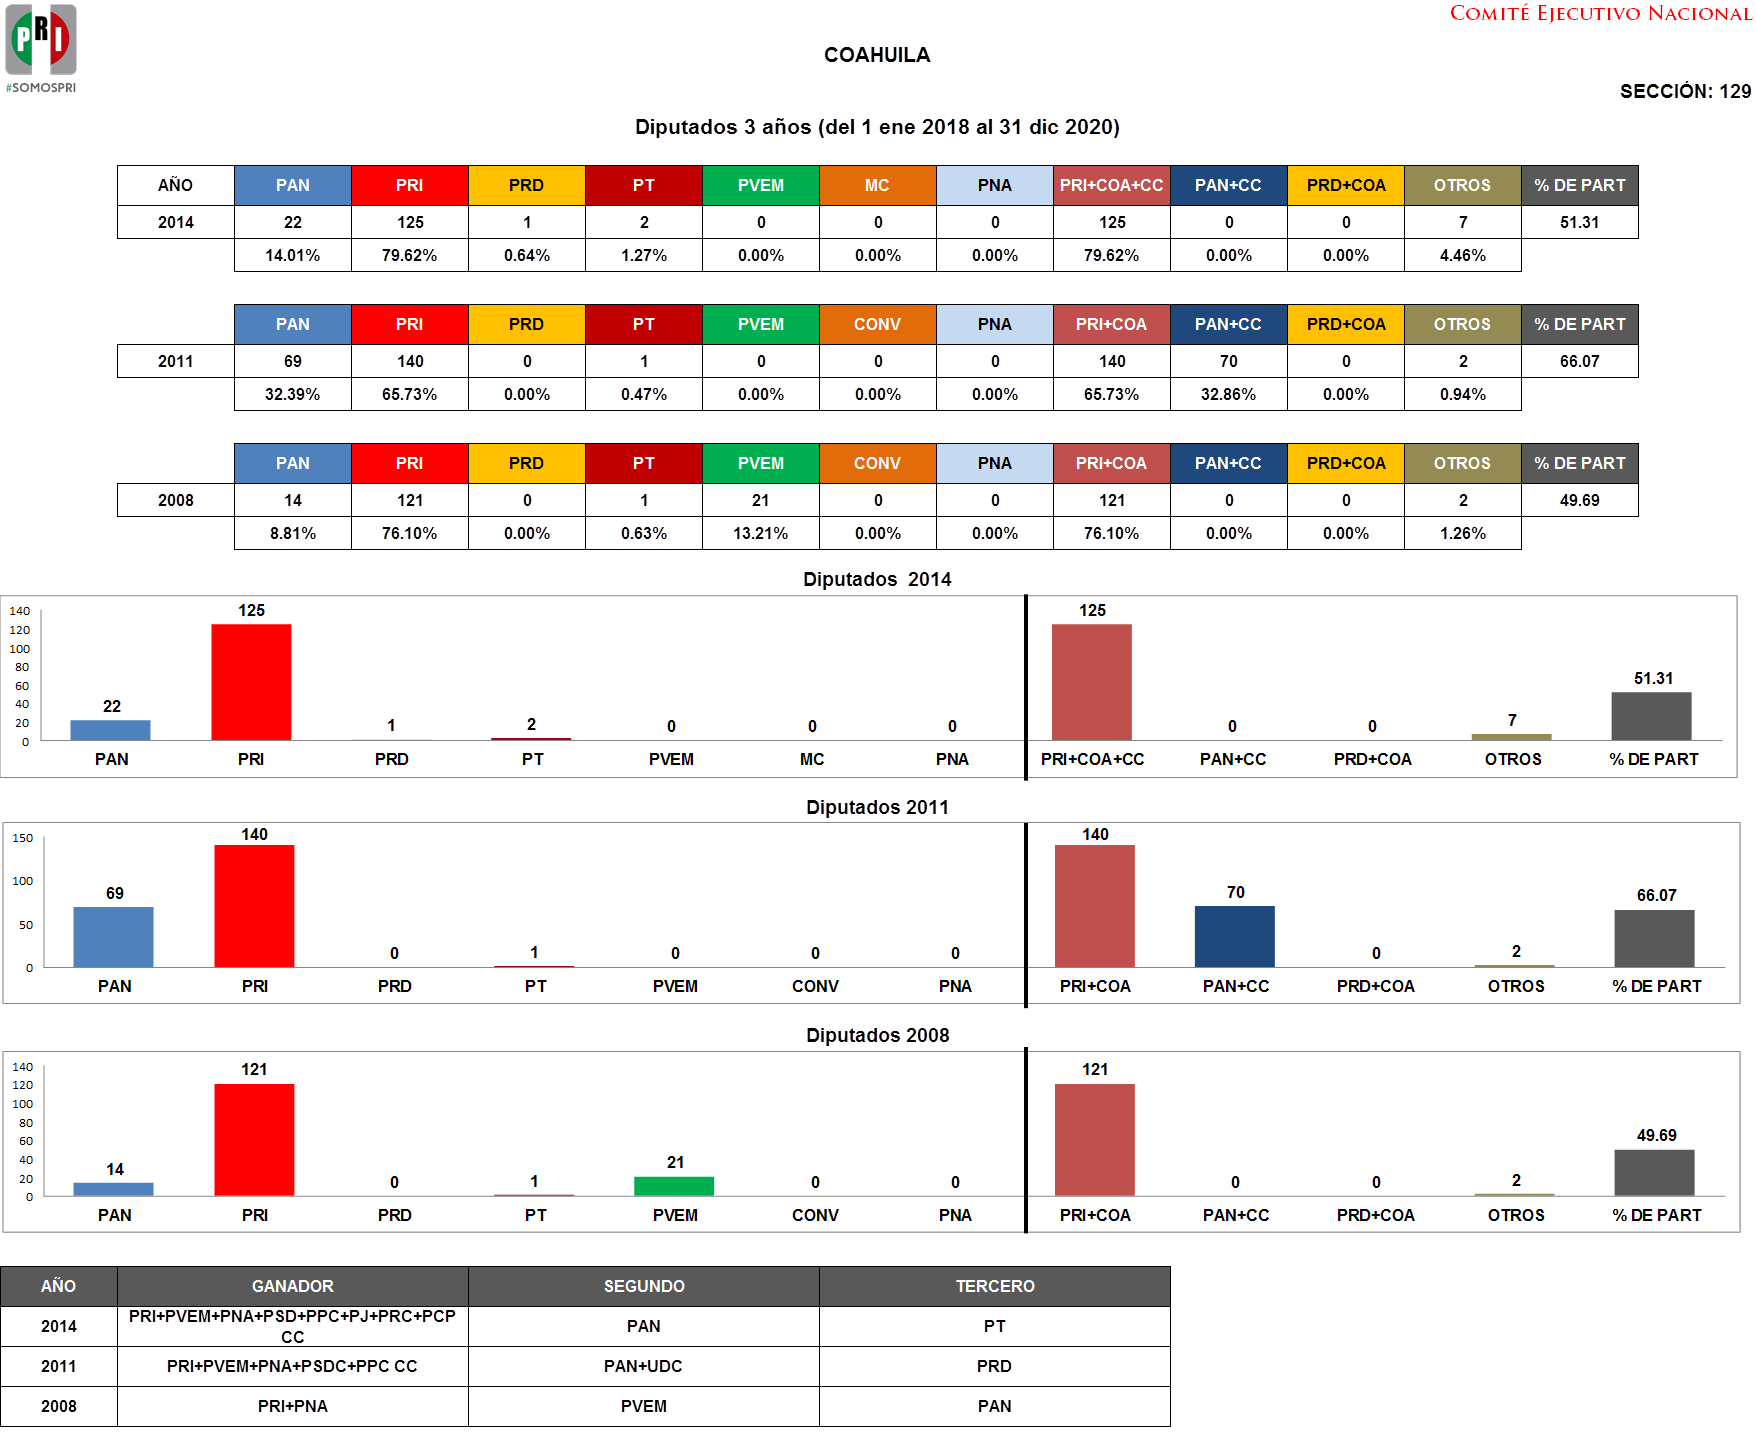 PRI
#SOMOSPRI
COMITÉ EJECUTIVO NACIONAL
COAHUILA
SECCIÓN: 129
Diputados 3 años (del 1 ene 2018 al 31 dic 2020)
AÑO PAN PRI PRD PT PVEM MC PNA PRI+COA+CC PAN+CC PRD+COA OTROS % DE PART
2014 22 125 1 2 0 0 0 125 0 0 7 51.31
14.01% 79.62% 0.64% 1.27% 0.00% 0.00% 0.00% 79.62% 0.00% 0.00% 4.46%
PAN PRI PRD PT PVEM CONV PNA PRI+COA PAN+CC PRD+COA OTROS % DE PART
2011 69 140 0 1 0 0 0 140 70 0 2 66.07
32.39% 65.73% 0.00% 0.47% 0.00% 0.00% 0.00% 65.73% 32.86% 0.00% 0.94%
PAN PRI PRD PT PVEM CONV PNA PRI+COA PAN+CC PRD+COA OTROS % DE PART
2008 14 121 0 1 21 0 0 121 0 0 2 49.69
8.81% 76.10% 0.00% 0.63% 13.21% 0.00% 0.00% 76.10% 0.00% 0.00% 1.26%
Diputados 2014
140
120
100
80
60
40
20
0
22 125 1 2 0 0 0 125 0 0 7 51.31
PAN PRI PRD PT PVEM MC PNA PRI+COA+CC PAN+CC PRD+COA OTROS % DE PART
Diputados 2011
150
100
50
0
69 140 0 1 0 0 0 140 70 0 2 66.07
PAN PRI PRD PT PVEM CONV PNA PRI+COA PAN+CC PRD+COA OTROS % DE PART
Diputados 2008
140
120
100
80
60
40
20
0
14 121 0 1 21 0 0 121 0 0 2 49.69
PAN PRI PRD PT PVEM CONV PNA PRI+COA PAN+CC PRD+COA OTROS % DE PART
AÑO GANADOR SEGUNDO TERCERO
2014 PRI+PVEM+PNA+PSD+PPC+PJ+PRC+PCP CC PAN PT
2011 PRI+PVEM+PNA+PSDC+PPC CC PAN+UDC PRD
2008 PRI+PNA PVEM PAN